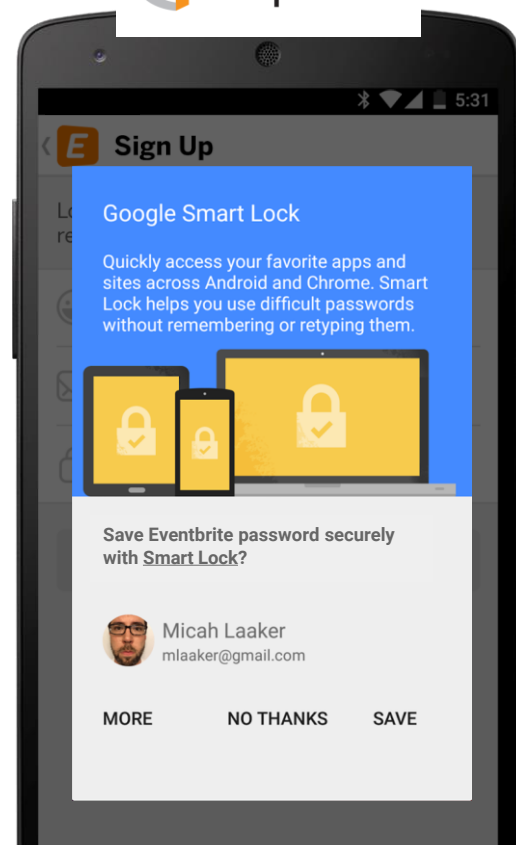 5:31
E Sign Up
Lo
re
Google Smart Lock
Quickly access your favorite apps and
sites across Android and Chrome. Smart
Lock helps you use difficult passwords
without remembering or retyping them.
Save Eventbrite password securely
with Smart Lock?
Micah Laaker
mlaaker@gmail.com
MORE NO THANKS SAVE